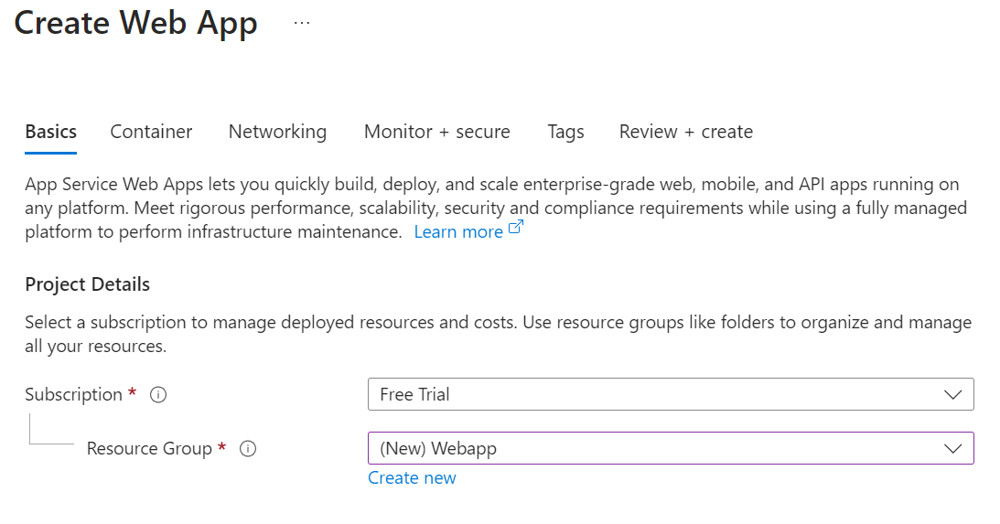 Create Web App ...
Basics Container Networking Monitor + secure Tags Review + create
App Service Web Apps lets you quickly build, deploy, and scale enterprise-grade web, mobile, and API apps running on
any platform. Meet rigorous performance, scalability, security and compliance requirements while using a fully managed
platform to perform infrastructure maintenance. Learn more
Project Details
Select a subscription to manage deployed resources and costs. Use resource groups like folders to organize and manage
all your resources.
Subscription * Free Trial
Resource Group * (New) Webapp
Create new